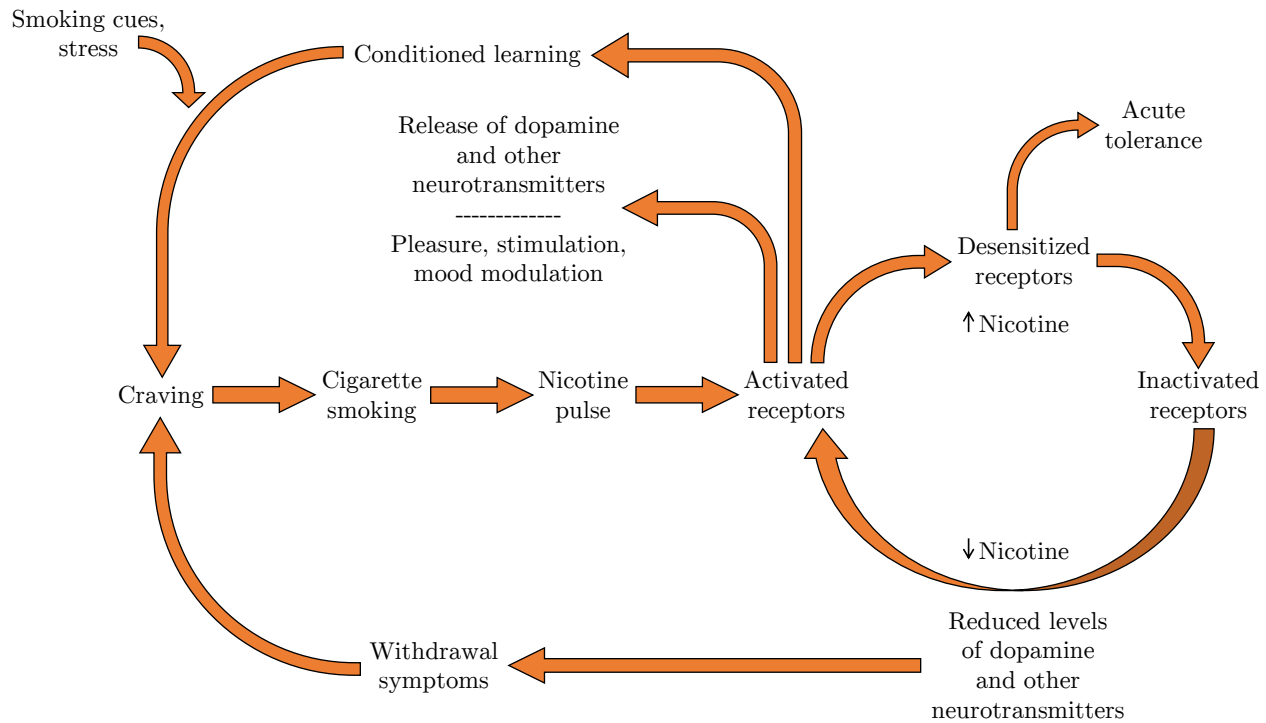 Smoking cues,
stress
Conditioned learning
Release of dopamine
and other
neurotransmitters
-------------
Pleasure, stimulation,
mood modulation
Acute
tolerance
Desensitized
receptors
↑ Nicotine
Craving
Cigarette
smoking
Nicotine
pulse
Activated
receptors
Inactivated
receptors
↓ Nicotine
Reduced levels
of dopamine
and other
neurotransmitters
Withdrawal
symptoms